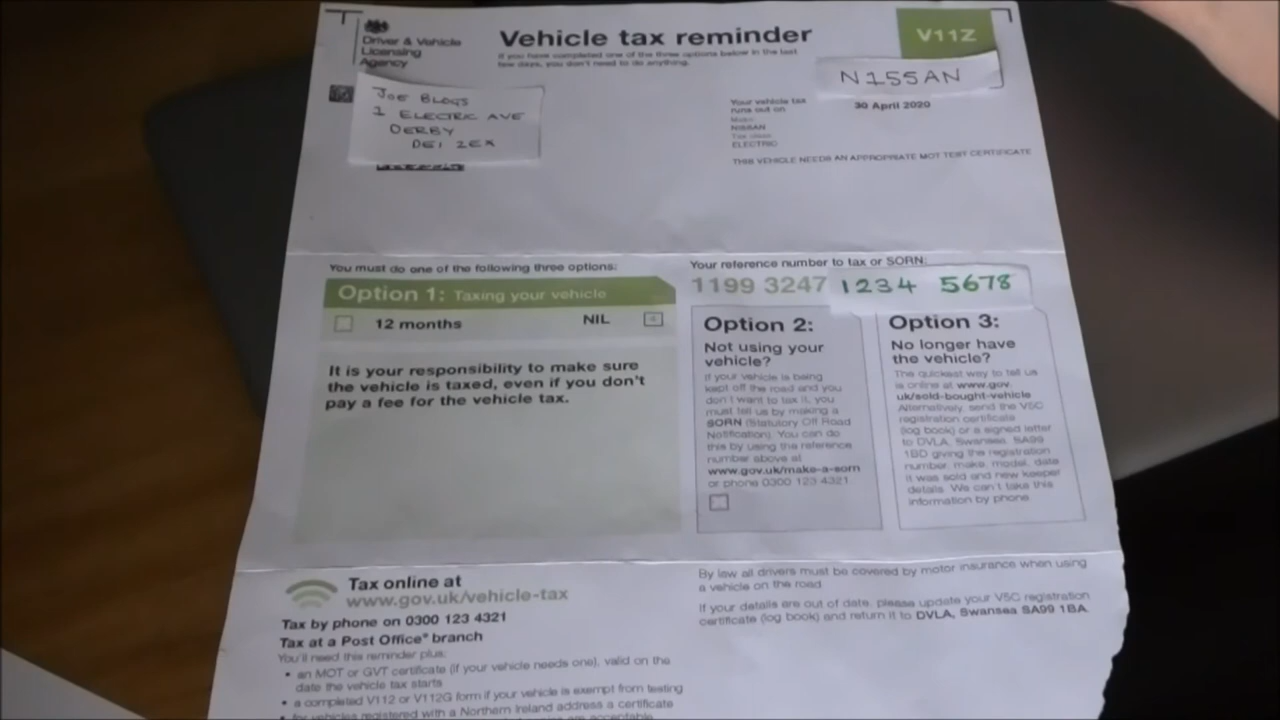 Driver & Vehicle
Licensing
Agency
Vehicle tax reminder
If you have completed one of the three options below in the last
few days, you don't need to do anything.
V11Z
N155AN
JOE BLOGS
1 ELECTRIC AVE
DERBY
DE1 2EX
Your vehicle tax
runs out on
30 April 2020
Make
NISSAN
Tax class
ELECTRIC
THIS VEHICLE NEEDS AN APPROPRIATE MOT TEST CERTIFICATE
You must do one of the following three options:
Option 1: Taxing your vehicle
12 months NIL
It is your responsibility to make sure
the vehicle is taxed, even if you don't
pay a fee for the vehicle tax.
Your reference number to tax or SORN:
1199 3247 1234 5678
Option 2:
Not using your
vehicle?
If your vehicle is being
kept off the road and you
don't want to tax it, you
must tell us by making a
SORN (Statutory Off Road
Notification). You can do
this by using the reference
number above at
www.gov.uk/make-a-sorn
or phone 0300 123 4321
Option 3:
No longer have
the vehicle?
The quickest way to tell us
is online at www.gov.
uk/sold-bought-vehicle
Alternatively, send the V5C
registration certificate
(log book) or a signed letter
to DVLA, Swansea, SA99
1BD giving the registration
number, make, model, date
it was sold and new keeper
details. We can't take this
information by phone.
Tax online at
www.gov.uk/vehicle-tax
Tax by phone on 0300 123 4321
Tax at a Post Office® branch
You'll need this reminder plus:
• an MOT or GVT certificate (if your vehicle needs one), valid on the
date the vehicle tax starts
• a completed V112 or V112G form if your vehicle is exempt from testing
• for vehicles registered with a Northern Ireland address a certificate
By law all drivers must be covered by motor insurance when using
a vehicle on the road.
If your details are out of date, please update your V5C registration
certificate (log book) and return it to DVLA, Swansea SA99 1BA.